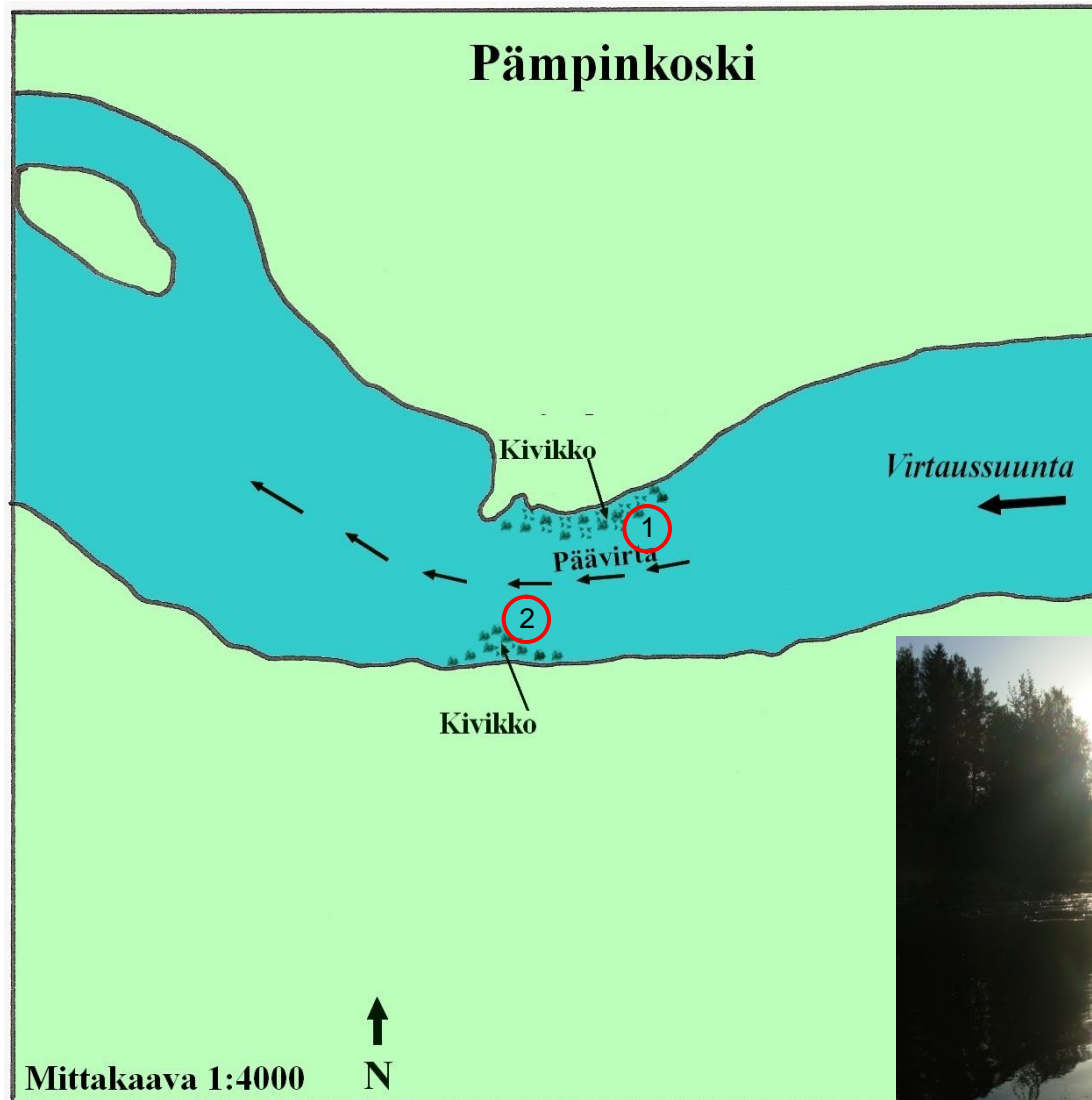 Pämpinkoski
Kivikko
Virtaussuunta
1
Päävirta
2
Kivikko
Mittakaava 1:4000
N